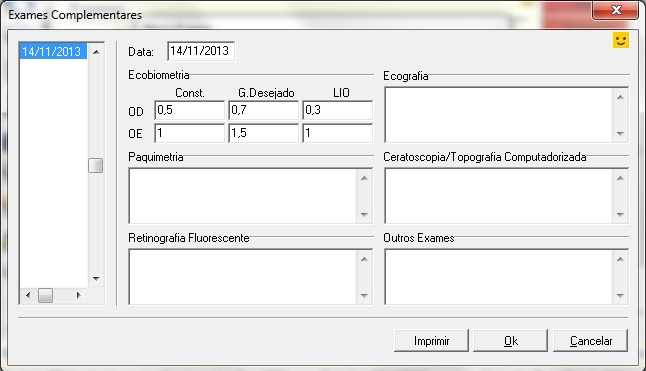 Exames Complementares
14/11/2013
Data: 14/11/2013
Ecobiometria
Const. G.Desejado LIO
OD 0,5 0,7 0,3
OE 1 1,5 1
Ecografia
Paquimetria
Ceratoscopia/Topografia Computadorizada
Retinografia Fluorescente
Outros Exames
Imprimir Ok Cancelar